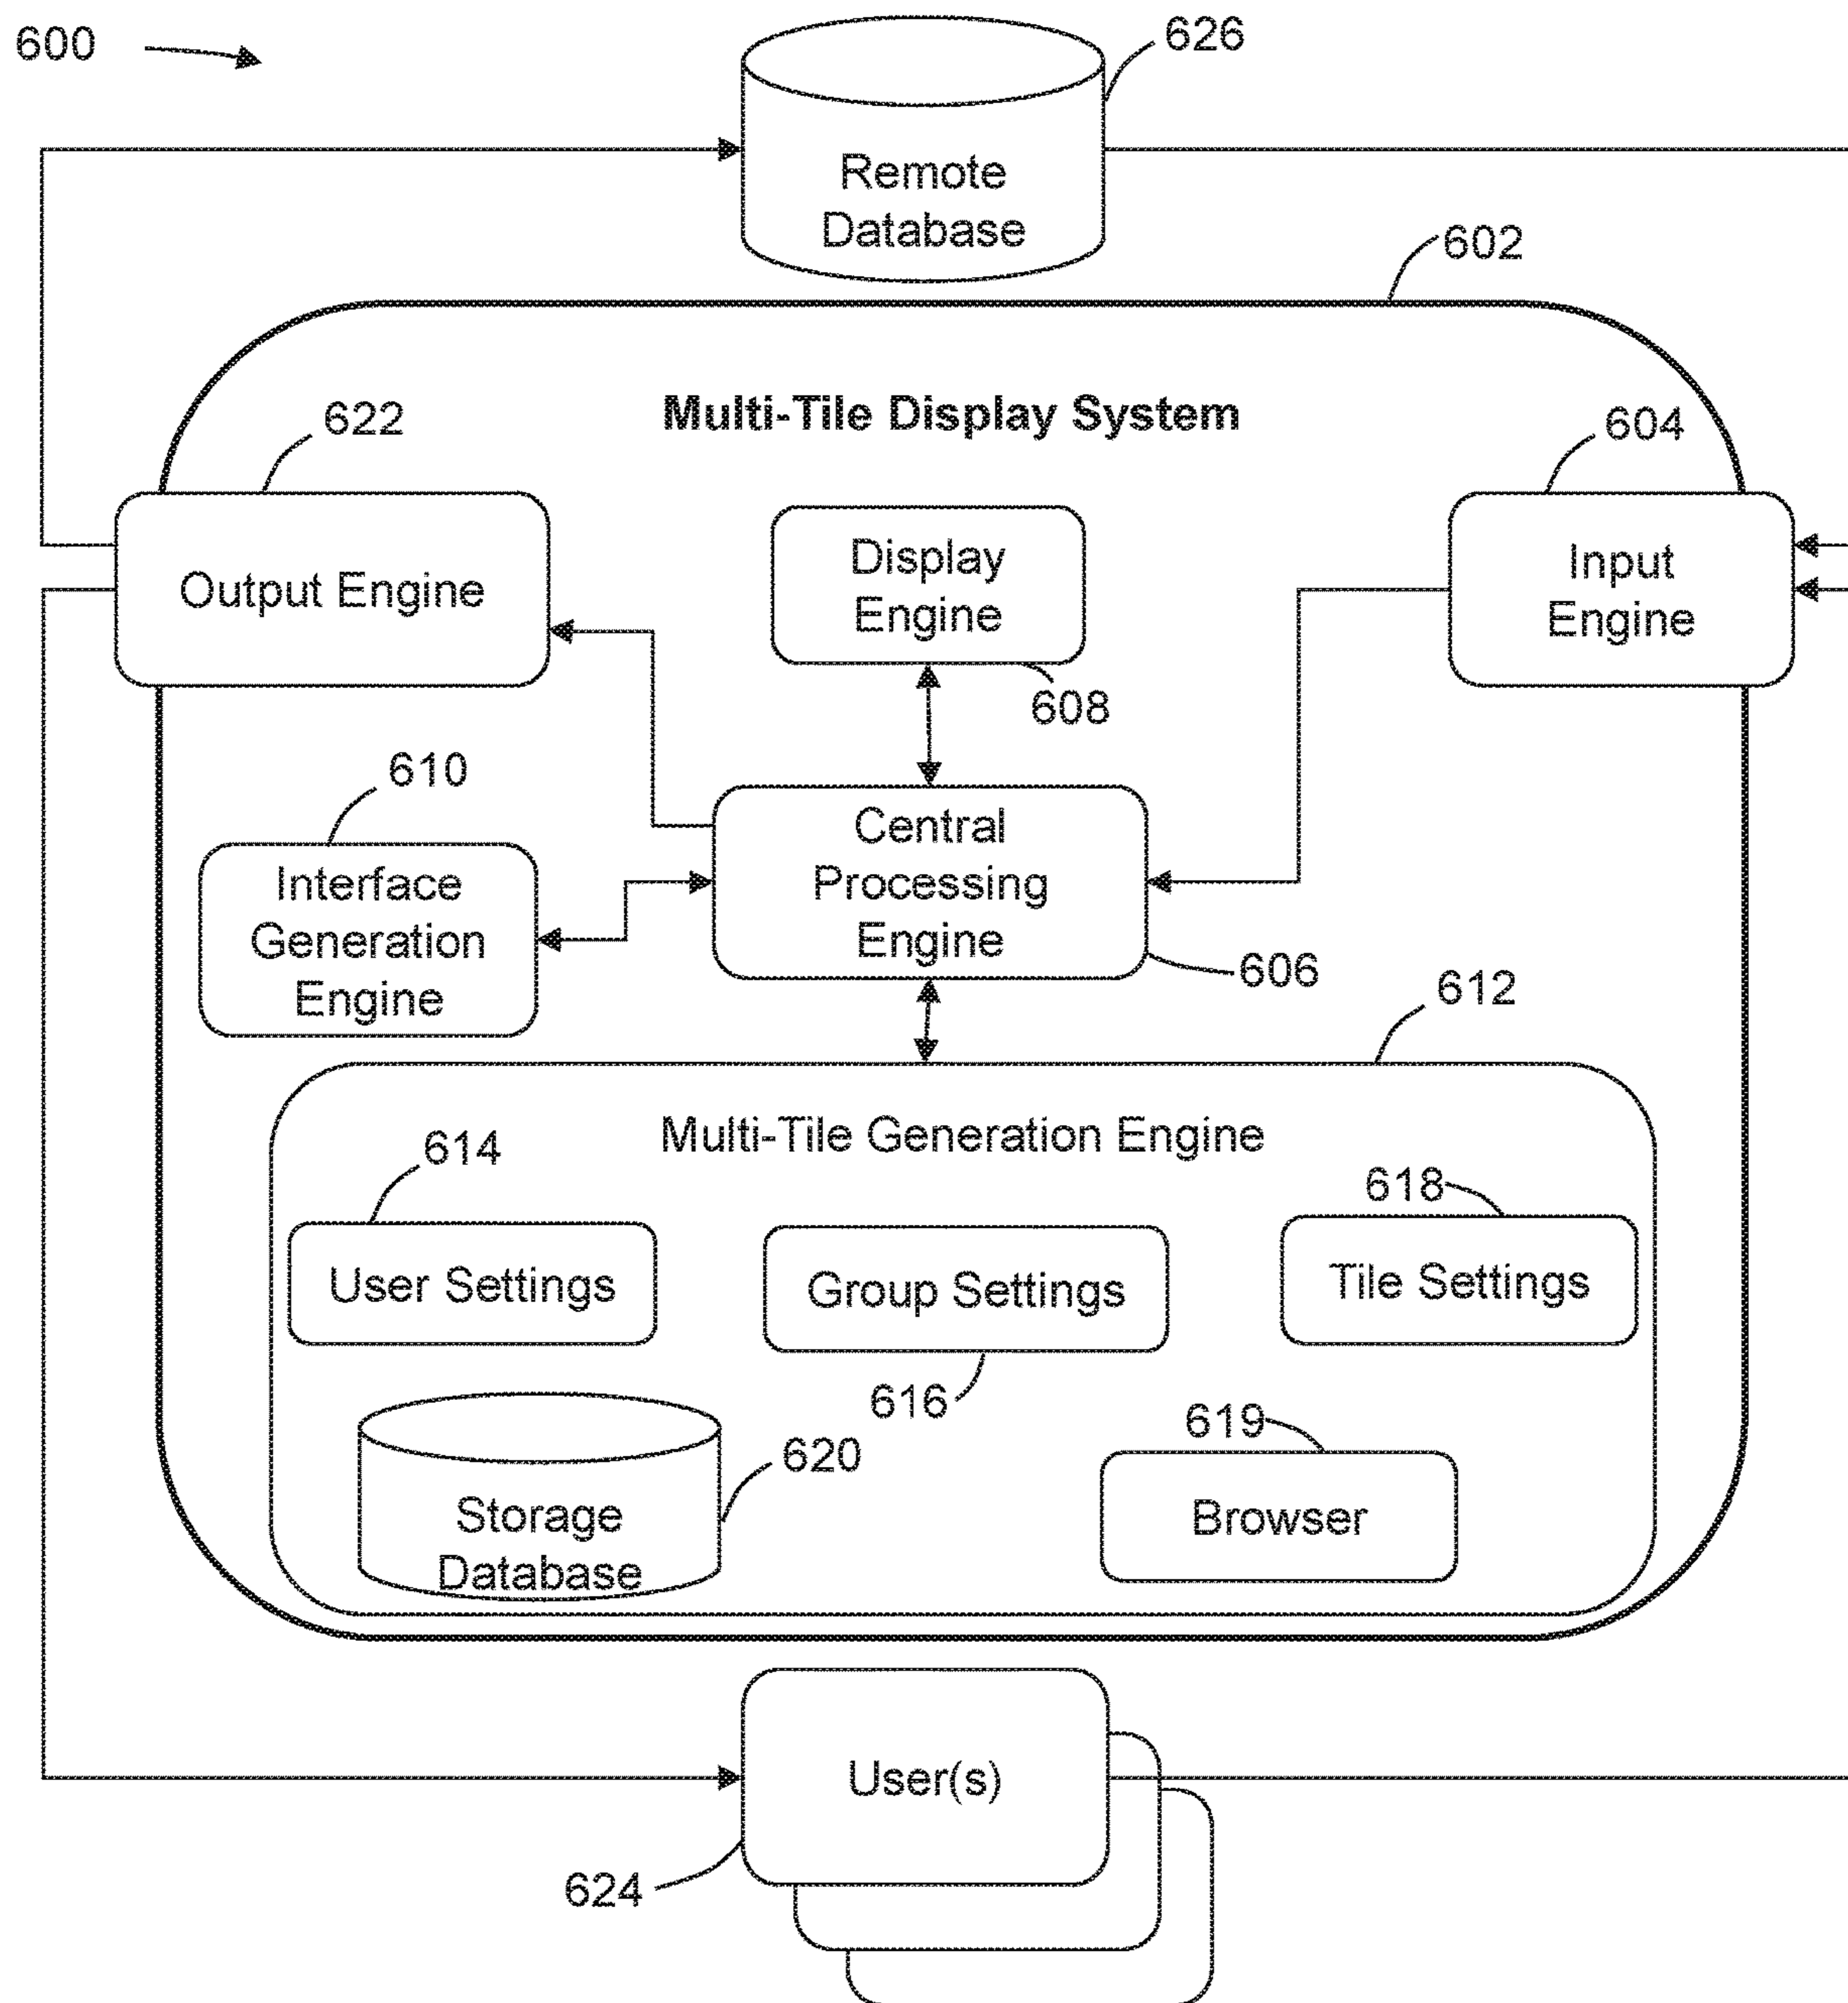 600
626
Remote
Database
602
Multi-Tile Display System
622
604
Output Engine
Display
Engine
Input
Engine
608
610
Central
Processing
Engine
Interface
Generation
Engine
606
612
Multi-Tile Generation Engine
614
618
User Settings
Group Settings
Tile Settings
616
619
620
Storage
Database
Browser
User(s)
624